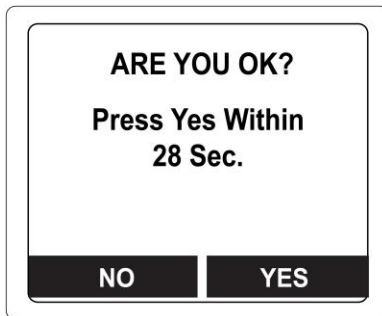 ARE YOU OK?
Press Yes Within
28 Sec.
NO YES